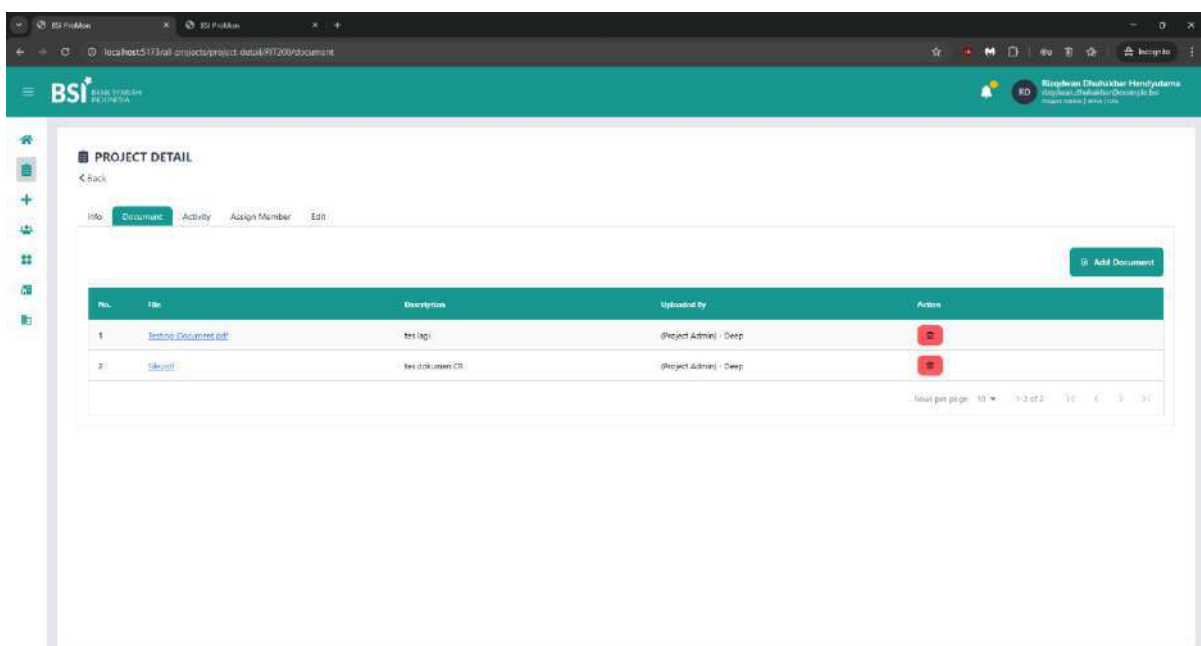 BSI ProMon
BSI ProMon
localhost:5173/all-projects/project-detail/PIT200/document
Incognito
BSI BANK SYARIAH
INDONESIA
RD
Rizqdwan Dhuhakbar Hendyutama
PROJECT DETAIL
Back
Info Document Activity Assign Member Edit
Add Document
No. File Description Uploaded By Action
1 Testing-Document.pdf tes lagi (Project Admin) - Deep
2 File.pdf tes dokumen CR (Project Admin) - Deep
Rows per page: 10 1-2 of 2